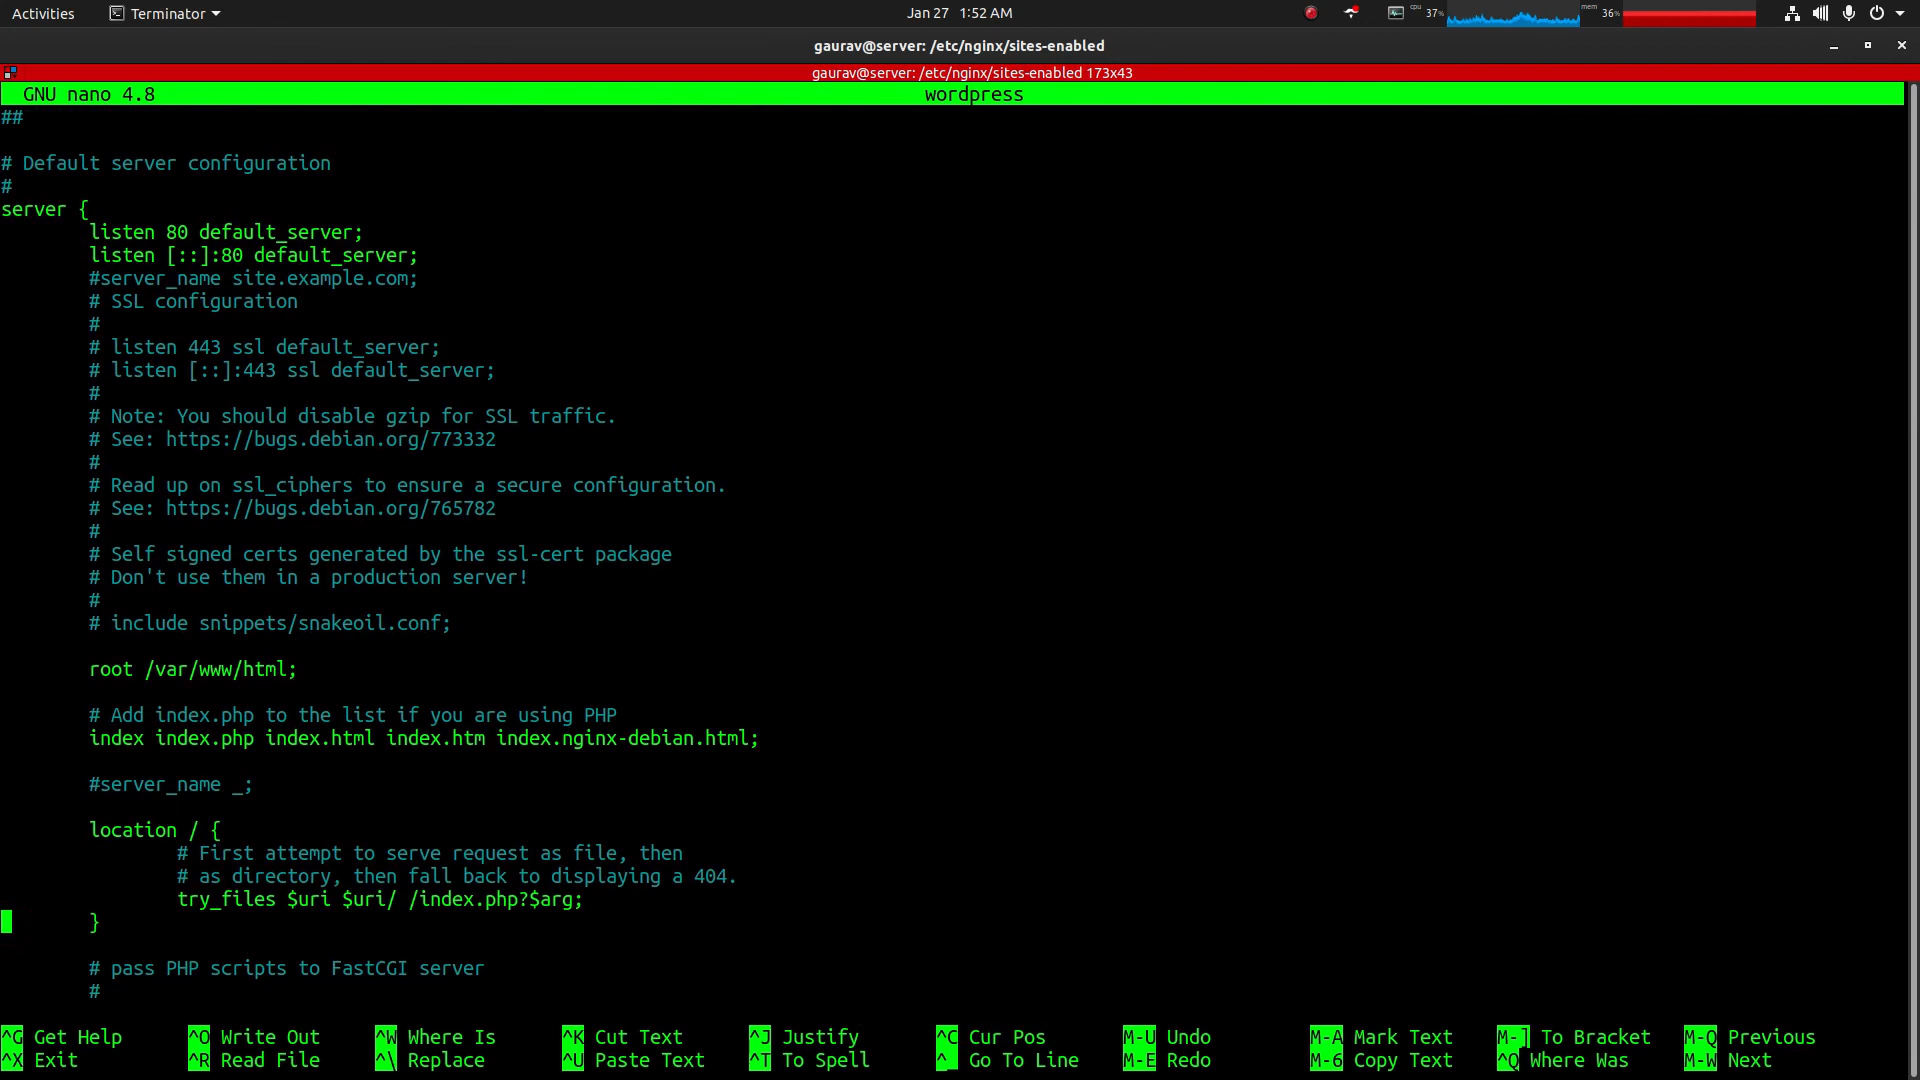 Activities Terminator Jan 27 1:52 AM cpu 37% mem 36%
gaurav@server: /etc/nginx/sites-enabled
gaurav@server: /etc/nginx/sites-enabled 173x43
GNU nano 4.8 wordpress
##
# Default server configuration
#
server {
listen 80 default_server;
listen [::]:80 default_server;
#server_name site.example.com;
# SSL configuration
#
# listen 443 ssl default_server;
# listen [::]:443 ssl default_server;
#
# Note: You should disable gzip for SSL traffic.
# See: https://bugs.debian.org/773332
#
# Read up on ssl_ciphers to ensure a secure configuration.
# See: https://bugs.debian.org/765782
#
# Self signed certs generated by the ssl-cert package
# Don't use them in a production server!
#
# include snippets/snakeoil.conf;
root /var/www/html;
# Add index.php to the list if you are using PHP
index index.php index.html index.htm index.nginx-debian.html;
#server_name _;
location / {
# First attempt to serve request as file, then
# as directory, then fall back to displaying a 404.
try_files $uri $uri/ /index.php?$arg;
}
# pass PHP scripts to FastCGI server
#
^G Get Help ^O Write Out ^W Where Is ^K Cut Text ^J Justify ^C Cur Pos M-U Undo M-A Mark Text M-] To Bracket M-Q Previous
^X Exit ^R Read File ^\ Replace ^U Paste Text ^T To Spell ^_ Go To Line M-E Redo M-6 Copy Text ^Q Where Was M-W Next